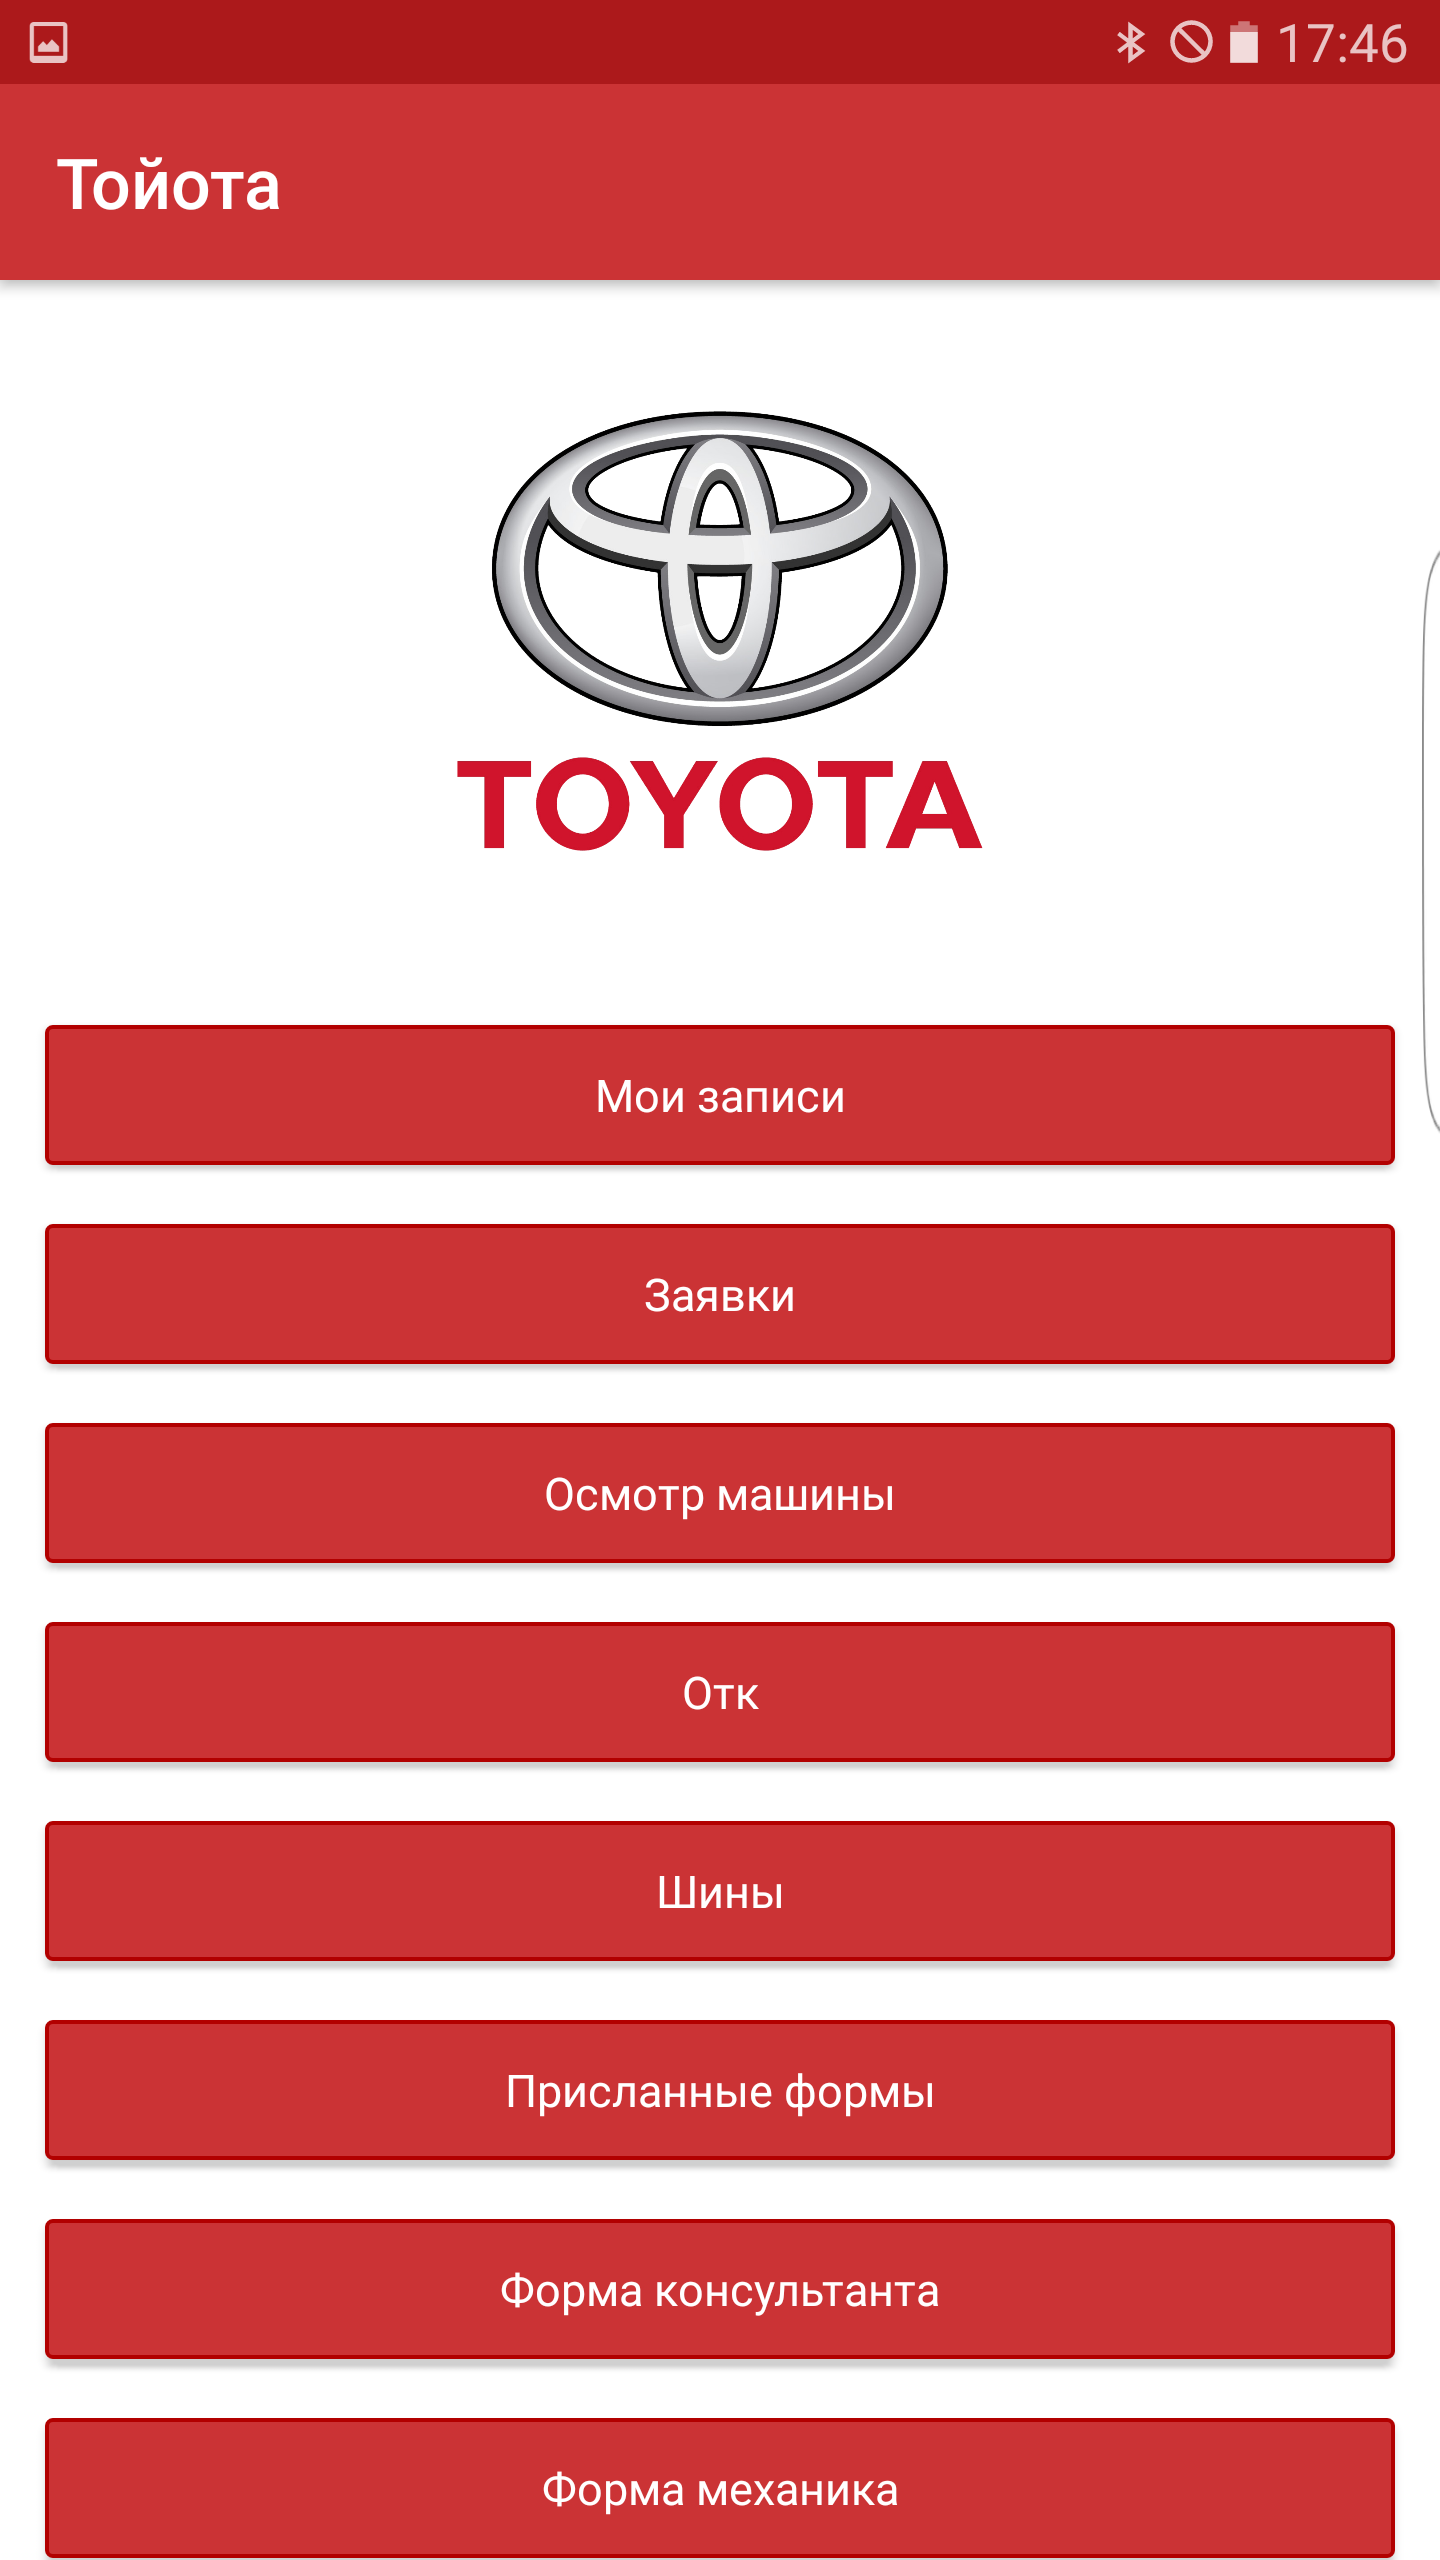 17:46
Тойота
TOYOTA
Мои записи
Заявки
Осмотр машины
Отк
Шины
Присланные формы
Форма консультанта
Форма механика